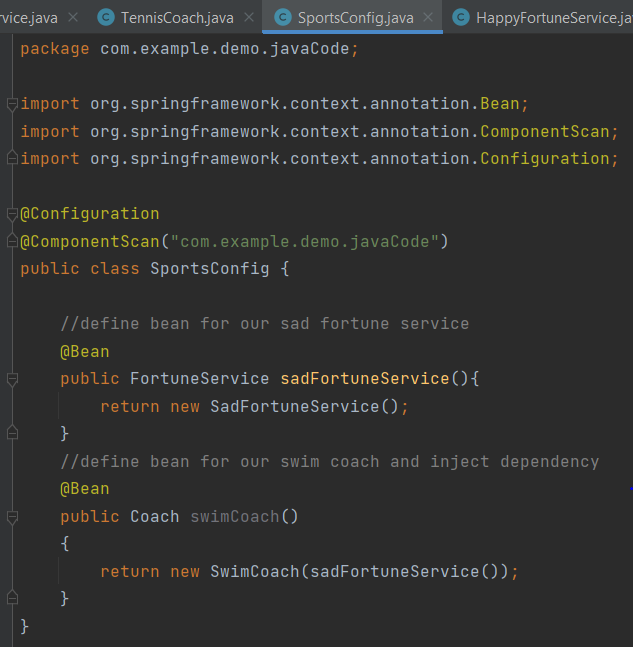 rvice.java TennisCoach.java SportsConfig.java HappyFortuneService.ja
package com.example.demo.javaCode;
import org.springframework.context.annotation.Bean;
import org.springframework.context.annotation.ComponentScan;
import org.springframework.context.annotation.Configuration;
@Configuration
@ComponentScan("com.example.demo.javaCode")
public class SportsConfig {
//define bean for our sad fortune service
@Bean
public FortuneService sadFortuneService(){
return new SadFortuneService();
}
//define bean for our swim coach and inject dependency
@Bean
public Coach swimCoach()
{
return new SwimCoach(sadFortuneService());
}
}